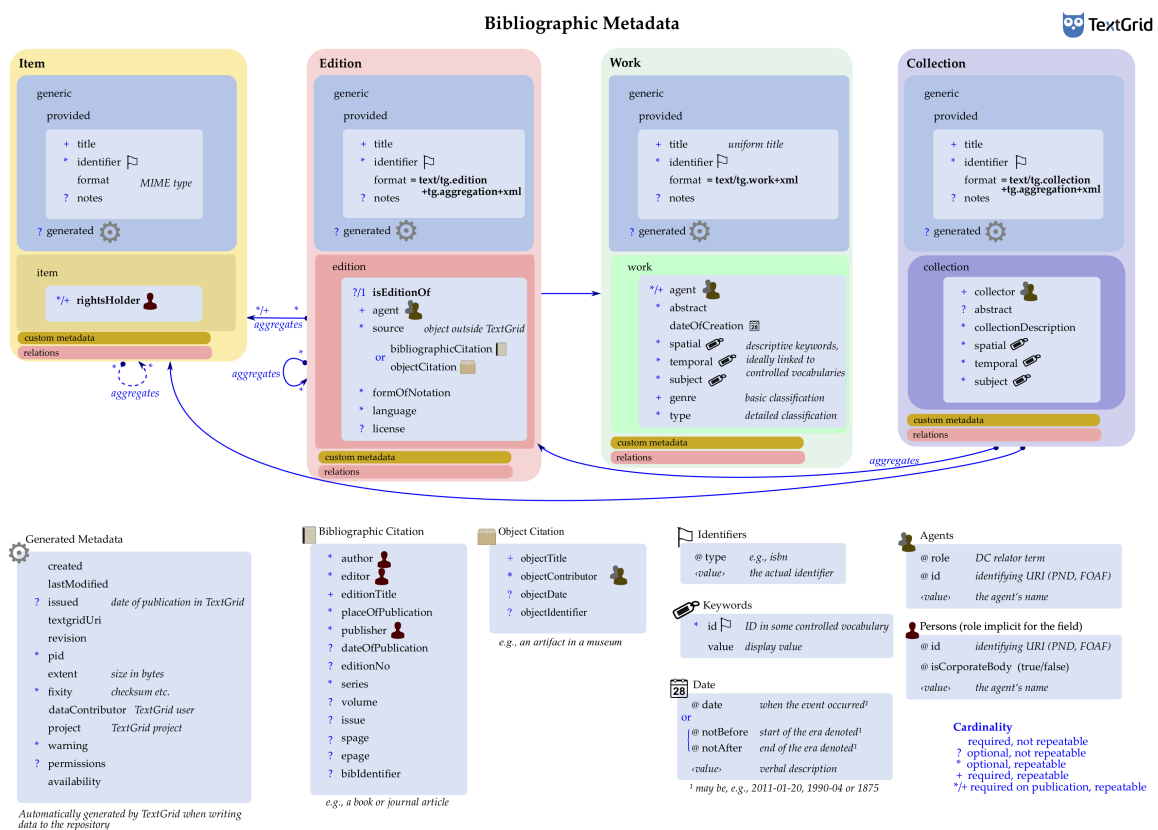 Bibliographic Metadata
TextGrid
Item
generic
provided
+ title
* identifier
format MIME type
? notes
? generated
item
*/+ rightsHolder
custom metadata
relations
* *
aggregates
Edition
generic
provided
+ title
* identifier
format = text/tg.edition
+tg.aggregation+xml
? notes
? generated
edition
?/1 isEditionOf
+ agent
* source object outside TextGrid
or
bibliographicCitation
objectCitation
* formOfNotation
* language
? license
custom metadata
relations
*/+ *
aggregates
*
aggregates
*
Work
generic
provided
+ title uniform title
* identifier
format = text/tg.work+xml
? notes
? generated
work
*/+ agent
* abstract
dateOfCreation 28
* spatial descriptive keywords,
* temporal ideally linked to
controlled vocabularies
* subject
+ genre basic classification
* type detailed classification
custom metadata
relations
Collection
generic
provided
+ title
* identifier
format = text/tg.collection
+tg.aggregation+xml
? notes
? generated
collection
+ collector
? abstract
* collectionDescription
* spatial
* temporal
* subject
custom metadata
relations
aggregates
Generated Metadata
created
lastModified
? issued date of publication in TextGrid
textgridUri
revision
* pid
extent size in bytes
* fixity checksum etc.
dataContributor TextGrid user
project TextGrid project
* warning
? permissions
availability
Automatically generated by TextGrid when writing
data to the repository
Bibliographic Citation
* author
* editor
+ editionTitle
* placeOfPublication
* publisher
? dateOfPublication
? editionNo
* series
? volume
? issue
? spage
? epage
? bibIdentifier
e.g., a book or journal article
Object Citation
+ objectTitle
* objectContributor
? objectDate
? objectIdentifier
e.g., an artifact in a museum
Identifiers
@ type e.g., isbn
‹value› the actual identifier
Keywords
* id ID in some controlled vocabulary
value display value
28 Date
@ date when the event occurred¹
or
@ notBefore start of the era denoted¹
@ notAfter end of the era denoted¹
‹value› verbal description
¹ may be, e.g., 2011-01-20, 1990-04 or 1875
Agents
@ role DC relator term
@ id identifying URI (PND, FOAF)
‹value› the agent's name
Persons (role implicit for the field)
@ id identifying URI (PND, FOAF)
@ isCorporateBody (true/false)
‹value› the agent's name
Cardinality
required, not repeatable
? optional, not repeatable
* optional, repeatable
+ required, repeatable
*/+ required on publication, repeatable